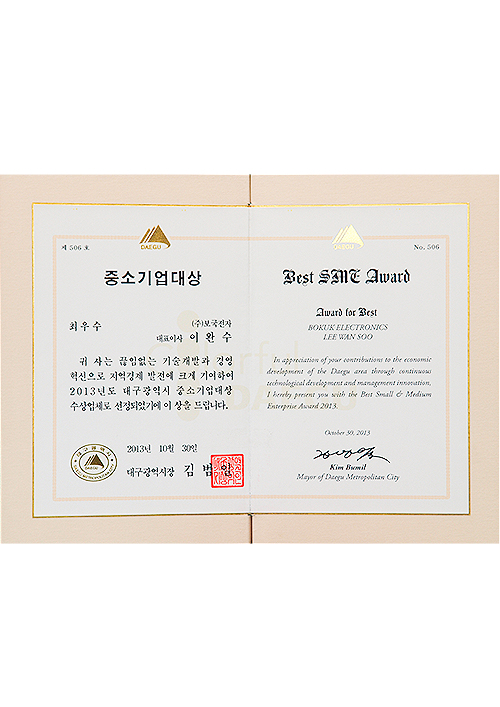 DAEGU
제 506 호
중소기업대상
최우수
(주)보국전자
대표이사 이 완 수
귀 사는 끊임없는 기술개발과 경영
혁신으로 지역경제 발전에 크게 기여하여
2013년도 대구광역시 중소기업대상
수상업체로 선정되었기에 이 상을 드립니다.
2013년 10월 30일
대구광역시장 김 범 일
대구광역시
DAEGU
DAEGU
No. 506
Best SME Award
Award for Best
BOKUK ELECTRONICS
LEE WAN SOO
In appreciation of your contributions to the economic
development of the Daegu area through continuous
technological development and management innovation,
I hereby present you with the Best Small & Medium
Enterprise Award 2013.
October 30, 2013
Kim Bumil
Mayor of Daegu Metropolitan City